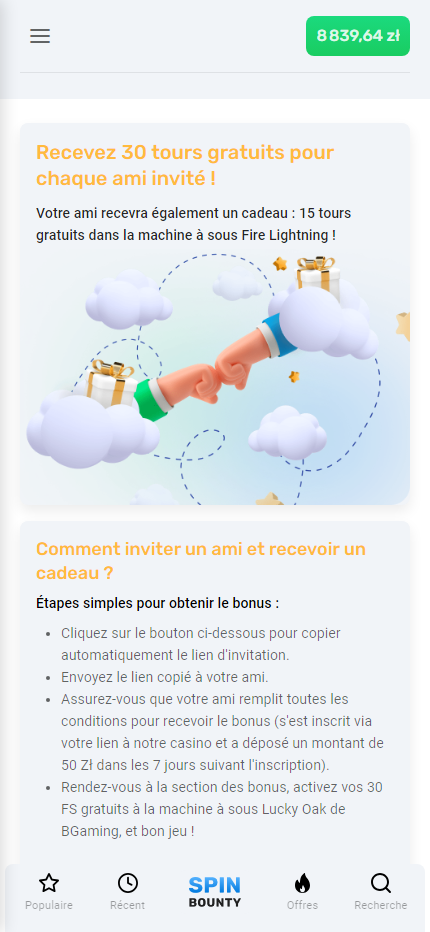 8 839,64 zł
Recevez 30 tours gratuits pour
chaque ami invité !
Votre ami recevra également un cadeau : 15 tours
gratuits dans la machine à sous Fire Lightning !
Comment inviter un ami et recevoir un
cadeau ?
Étapes simples pour obtenir le bonus :
Cliquez sur le bouton ci-dessous pour copier
automatiquement le lien d'invitation.
Envoyez le lien copié à votre ami.
Assurez-vous que votre ami remplit toutes les
conditions pour recevoir le bonus (s'est inscrit via
votre lien à notre casino et a déposé un montant de
50 Zł dans les 7 jours suivant l'inscription).
Rendez-vous à la section des bonus, activez vos 30
FS gratuits à la machine à sous Lucky Oak de
BGaming, et bon jeu !
SPIN
BOUNTY
Populaire Récent Offres Recherche